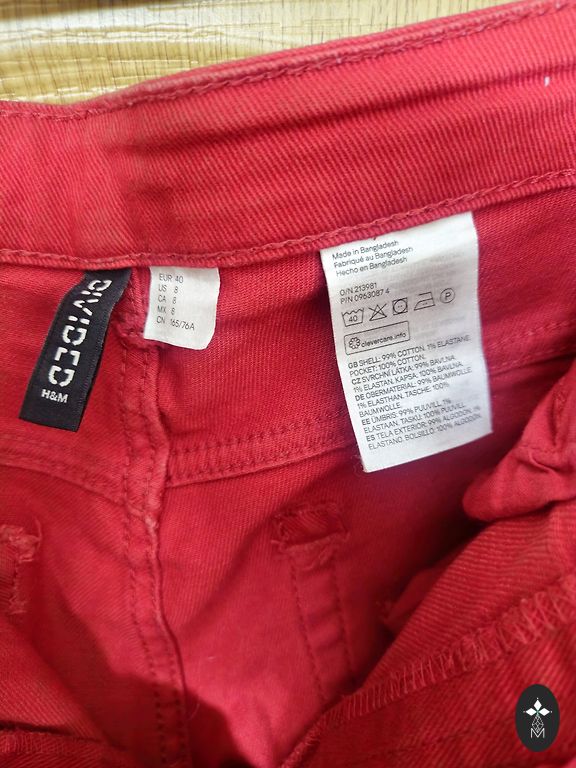 DIVIDED
H&M
EUR 40
US 8
CA 8
MX 8
CN 165/76A
Made in Bangladesh
Fabriqué au Bangladesh
Hecho en Bangladesh
O/N 213981
P/N 0963087 4
40
P
clevercare.info
GB SHELL: 99% COTTON. 1% ELASTANE
POCKET: 100% COTTON.
CZ SVRCHNÍ LÁTKA: 99% BAVLNA.
1% ELASTAN. KAPSA: 100% BAVLNA
DE OBERMATERIAL: 99% BAUMWOLLE.
1% ELASTHAN. TASCHE: 100%
BAUMWOLLE.
EE ÜMBRIS: 99% PUUVILL. 1%
ELASTAAN. TASKU: 100% PUUVILL.
ES TELA EXTERIOR: 99% ALGODÓN. 1%
ELASTANO. BOLSILLO: 100% ALGODÓN.
M